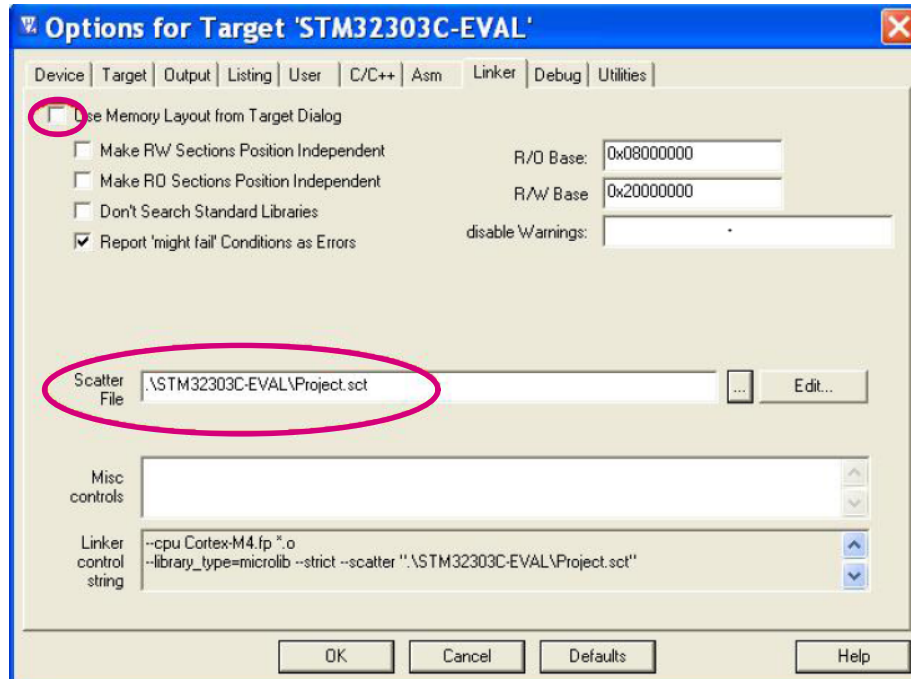 Options for Target 'STM32303C-EVAL'
Device Target Output Listing User C/C++ Asm Linker Debug Utilities
Use Memory Layout from Target Dialog
Make RW Sections Position Independent
Make RO Sections Position Independent
Don't Search Standard Libraries
Report 'might fail' Conditions as Errors
R/O Base: 0x08000000
R/W Base 0x20000000
disable Warnings:
Scatter
File
.\STM32303C-EVAL\Project.sct
...
Edit...
Misc
controls
Linker
control
string
--cpu Cortex-M4.fp *.o
--library_type=microlib --strict --scatter ".\STM32303C-EVAL\Project.sct"
OK Cancel Defaults Help